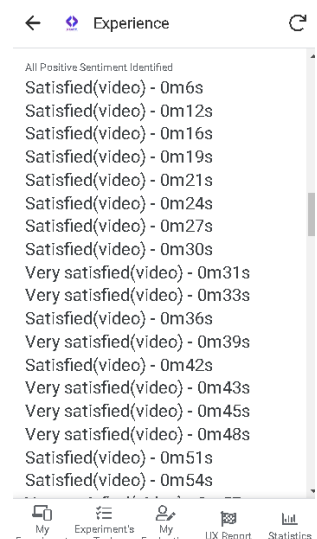 Experience
All Positive Sentiment Identified
Satisfied(video) - 0m6s
Satisfied(video) - 0m12s
Satisfied(video) - 0m16s
Satisfied(video) - 0m19s
Satisfied(video) - 0m21s
Satisfied(video) - 0m24s
Satisfied(video) - 0m27s
Satisfied(video) - 0m30s
Very satisfied(video) - 0m31s
Very satisfied(video) - 0m33s
Satisfied(video) - 0m36s
Very satisfied(video) - 0m39s
Satisfied(video) - 0m42s
Very satisfied(video) - 0m43s
Very satisfied(video) - 0m45s
Very satisfied(video) - 0m48s
Satisfied(video) - 0m51s
Satisfied(video) - 0m54s
My Experiment's My
UX Report Statistics